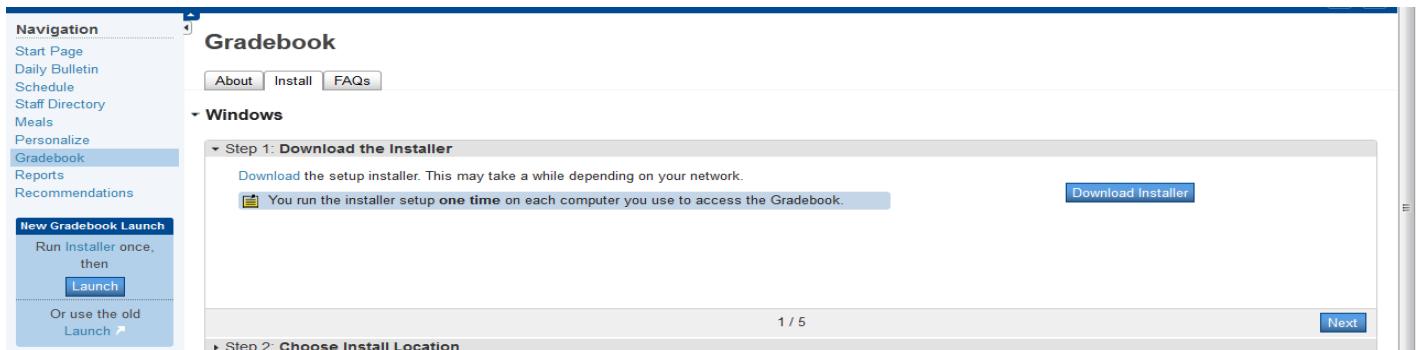 Navigation
Start Page
Daily Bulletin
Schedule
Staff Directory
Meals
Personalize
Gradebook
Reports
Recommendations
New Gradebook Launch
Run Installer once,
then
Launch
Or use the old
Launch
Gradebook
About Install FAQs
Windows
Step 1: Download the Installer
Download the setup installer. This may take a while depending on your network.
You run the installer setup one time on each computer you use to access the Gradebook.
Download Installer
1 / 5
Next
Step 2: Choose Install Location